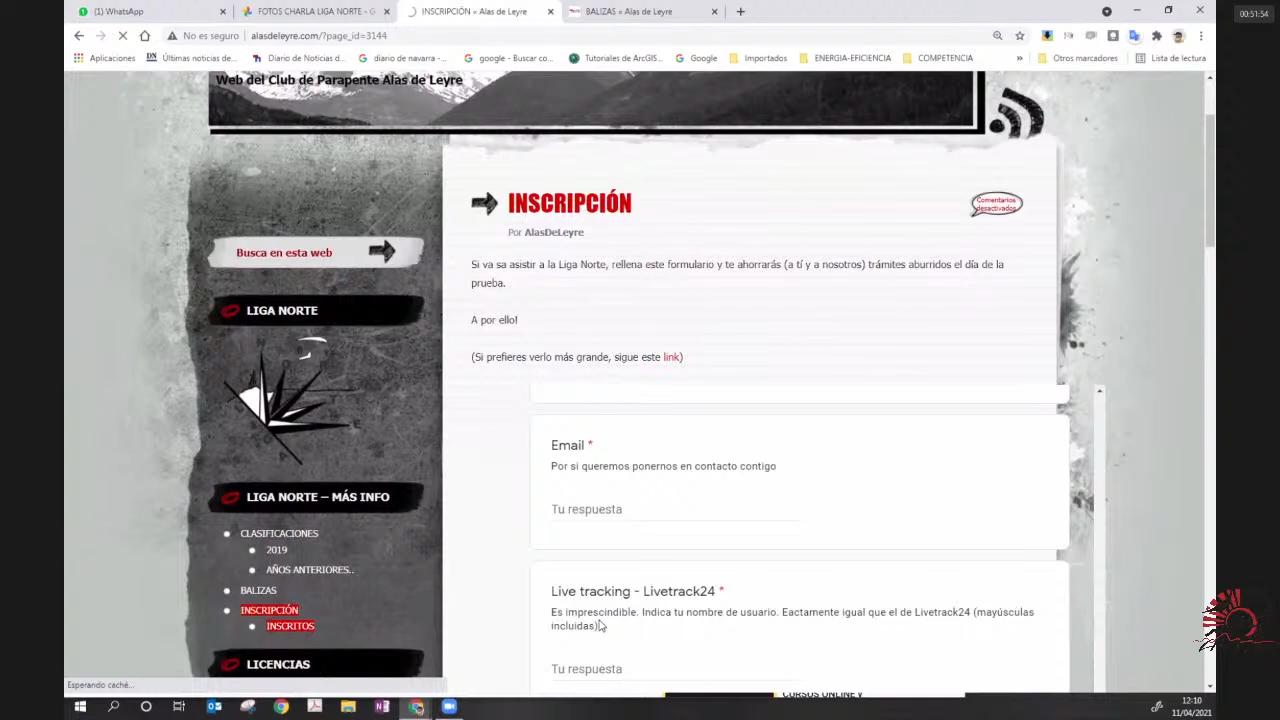 (1) WhatsApp
FOTOS CHARLA LIGA NORTE - G
INSCRIPCIÓN « Alas de Leyre
BALIZAS « Alas de Leyre
00:51:54
No es seguro | alasdeleyre.com/?page_id=3144
Aplicaciones
Últimas noticias de...
Diario de Noticias d...
diario de navarra -...
google - Buscar co...
Tutoriales de ArcGIS...
Google
Importados
ENERGIA-EFICIENCIA
COMPETENCIA
»
Otros marcadores
Lista de lectura
Web del Club de Parapente Alas de Leyre
INSCRIPCIÓN
Comentarios
desactivados
Por AlasDeLeyre
Busca en esta web
Si va sa asistir a la Liga Norte, rellena este formulario y te ahorrarás (a tí y a nosotros) trámites aburridos el día de la
prueba.
LIGA NORTE
A por ello!
(Si prefieres verlo más grande, sigue este link)
Email *
Por si queremos ponernos en contacto contigo
Tu respuesta
LIGA NORTE – MÁS INFO
CLASIFICACIONES
2019
AÑOS ANTERIORES..
BALIZAS
INSCRIPCIÓN
INSCRITOS
Live tracking - Livetrack24 *
Es imprescindible. Indica tu nombre de usuario. Eactamente igual que el de Livetrack24 (mayúsculas
incluidas)
Tu respuesta
LICENCIAS
Esperando caché...
CURSOS ONLINE Y
12:10
11/04/2021